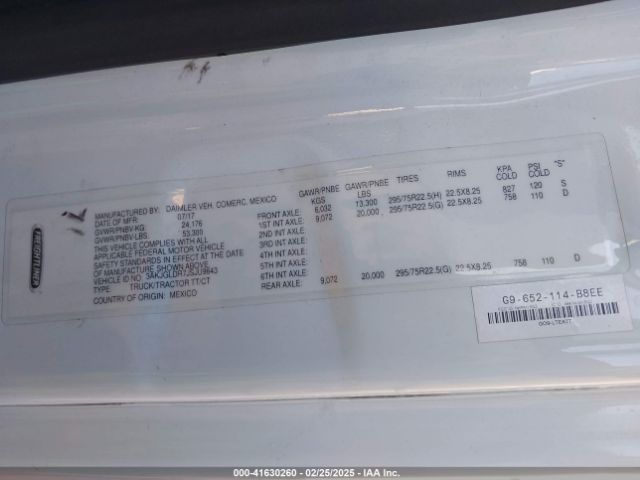 FREIGHTLINER
MANUFACTURED BY: DAIMLER VEH. COMERC. MEXICO
DATE OF MFR: 07/17
GVWR/PNBV-KG: 24,176
GVWR/PNBV-LBS: 53,300
THIS VEHICLE COMPLIES WITH ALL
APPLICABLE FEDERAL MOTOR VEHICLE
SAFETY STANDARDS IN EFFECT AT THE DATE
OF MANUFACTURE SHOWN ABOVE
VEHICLE ID NO.
TYPE: TRUCK/TRACTOR TT/CT
COUNTRY OF ORIGIN: MEXICO
GAWR/PNBE KGS GAWR/PNBE LBS TIRES RIMS KPA COLD PSI COLD "S"
FRONT AXLE: 6,032 13,300 295/75R22.5(H) 22.5X8.25 827 120 S
1ST INT AXLE: 9,072 20,000 295/75R22.5(G) 22.5X8.25 758 110 D
2ND INT AXLE:
3RD INT AXLE:
4TH INT AXLE:
5TH INT AXLE:
6TH INT AXLE:
REAR AXLE: 9,072 20,000 295/75R22.5(G) 22.5X8.25 758 110 D
G9-652-114-B8EE
000-41630260 - 02/25/2025 - IAA Inc.